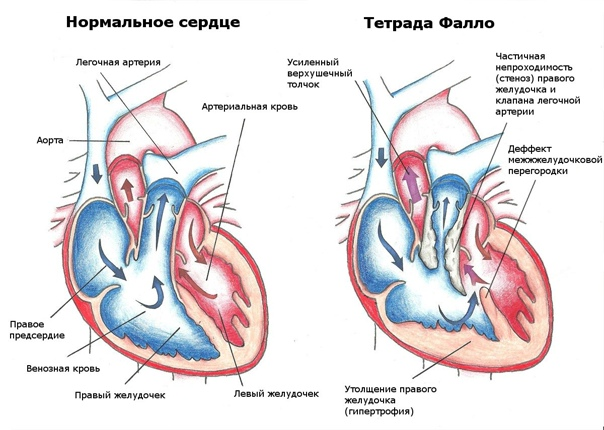 Нормальное сердце
Легочная артерия
Артериальная кровь
Аорта
Правое
предсердие
Венозная кровь
Правый желудочек
Левый желудочек
Тетрада Фалло
Усиленный
верхушечный
толчок
Частичная
непроходимость
(стеноз) правого
желудочка и
клапана легочной
артерии
Деффект
межжжелудочковой
перегородки
Утолщение правого
желудочка
(гипертрофия)